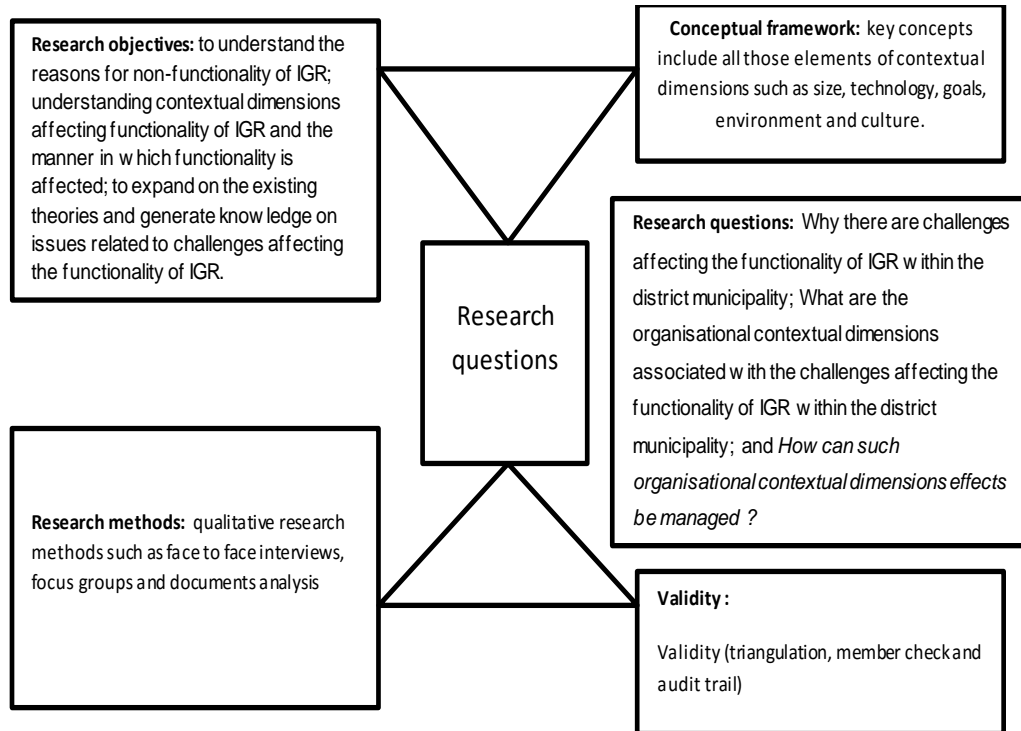 Research objectives: to understand the
reasons for non-functionality of IGR;
understanding contextual dimensions
affecting functionality of IGR and the
manner in which functionality is
affected; to expand on the existing
theories and generate knowledge on
issues related to challenges affecting
the functionality of IGR.
Conceptual framework: key concepts
include all those elements of contextual
dimensions such as size, technology, goals,
environment and culture.
Research
questions
Research questions: Why there are challenges
affecting the functionality of IGR within the
district municipality; What are the
organisational contextual dimensions
associated with the challenges affecting the
functionality of IGR within the district
municipality; and How can such
organisational contextual dimensions effects
be managed ?
Research methods: qualitative research
methods such as face to face interviews,
focus groups and documents analysis
Validity :
Validity (triangulation, member check and
audit trail)